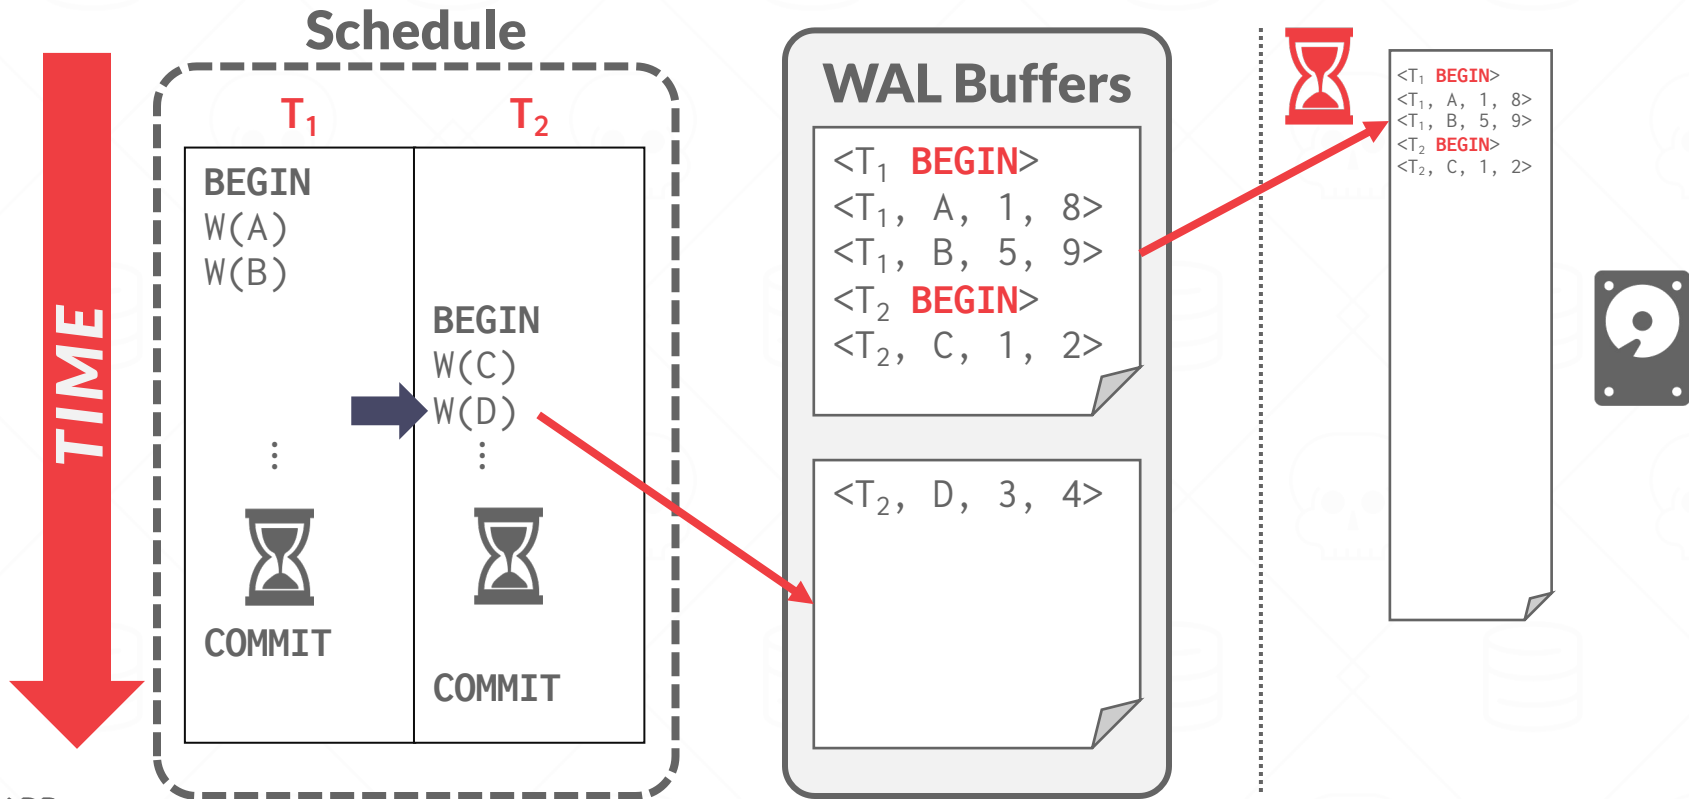 Schedule
TIME
T₁ T₂
BEGIN
W(A)
W(B)
⋮
COMMIT
BEGIN
W(C)
W(D)
⋮
COMMIT
WAL Buffers
<T₁ BEGIN>
<T₁, A, 1, 8>
<T₁, B, 5, 9>
<T₂ BEGIN>
<T₂, C, 1, 2>
<T₂, D, 3, 4>
<T₁ BEGIN>
<T₁, A, 1, 8>
<T₁, B, 5, 9>
<T₂ BEGIN>
<T₂, C, 1, 2>